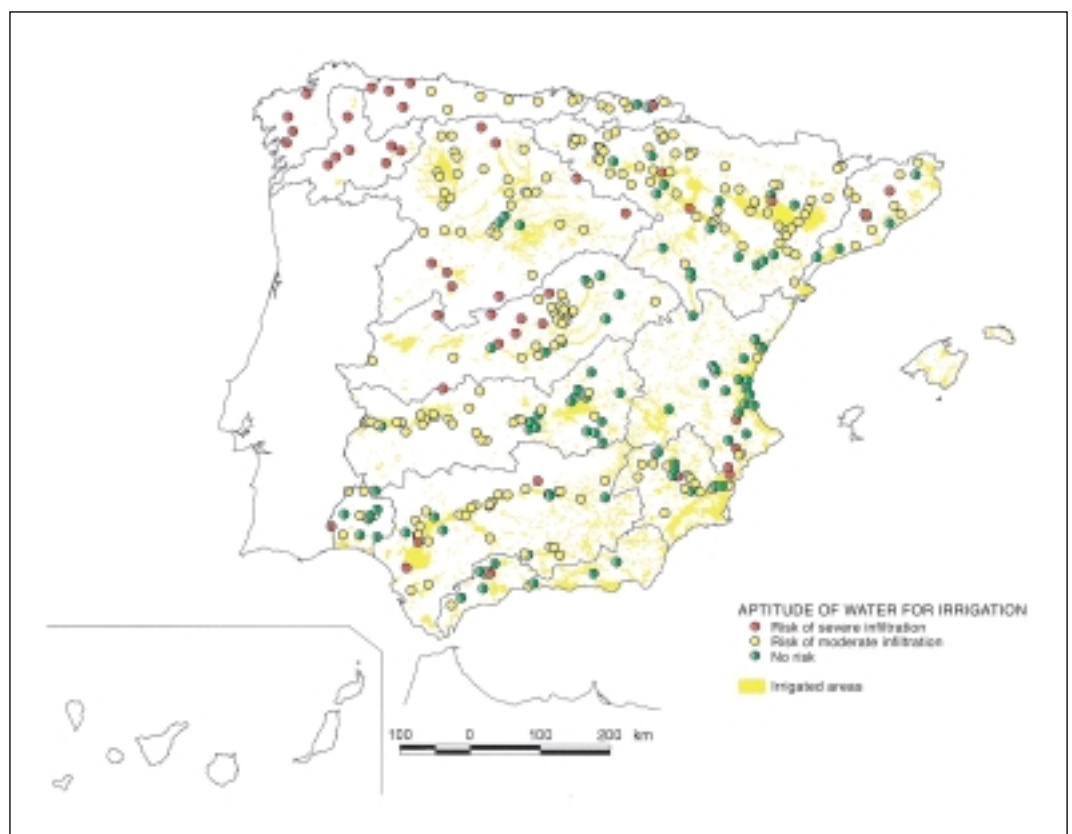 APTITUDE OF WATER FOR IRRIGATION
Risk of severe infiltration
Risk of moderate infiltration
No risk
Irrigated areas
100 0 100 200 km